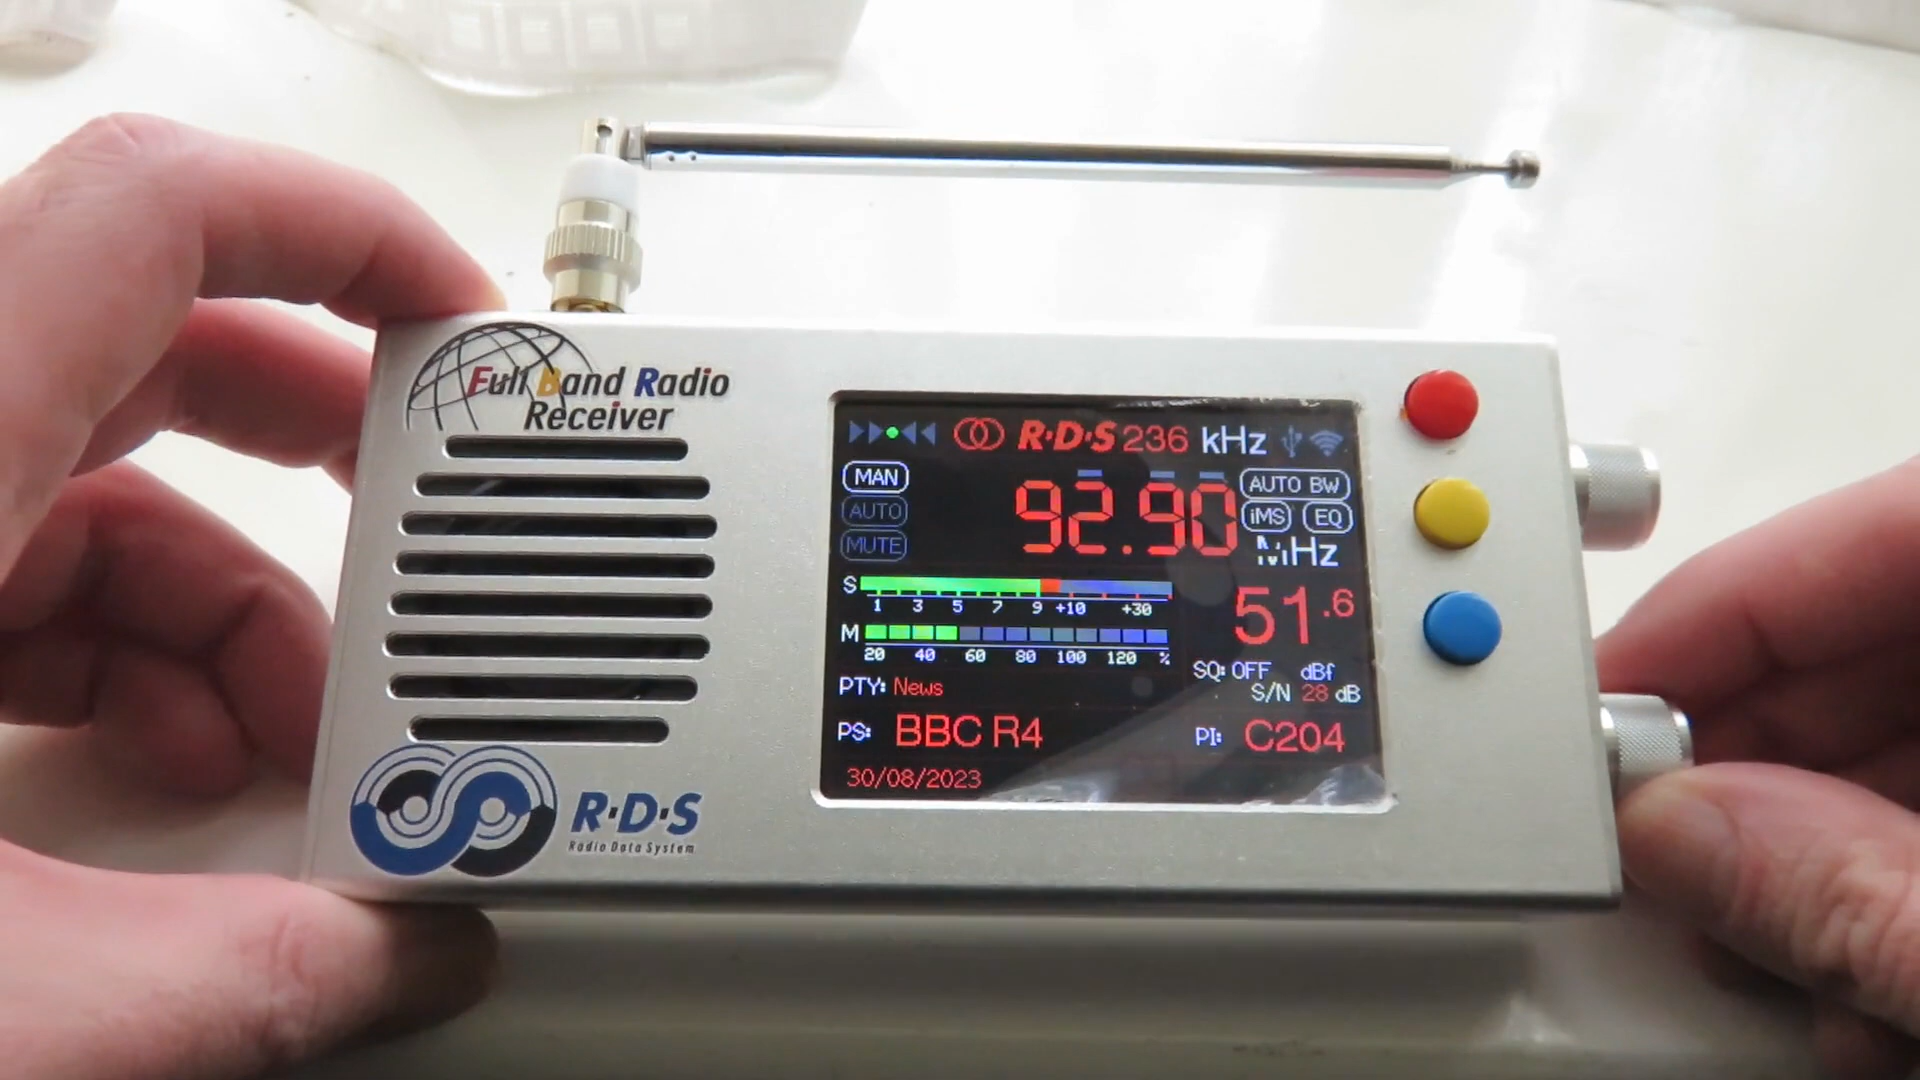 Full Band Radio
Receiver
R·D·S 236 kHz
MAN
AUTO
MUTE
92.90
AUTO BW
iMS EQ
MHz
S
1 3 5 7 9 +10 +30
M
20 40 60 80 100 120 %
51.6
SQ: OFF dBf
S/N 28 dB
PTY: News
PS: BBC R4
PI: C204
30/08/2023
R·D·S
Radio Data System